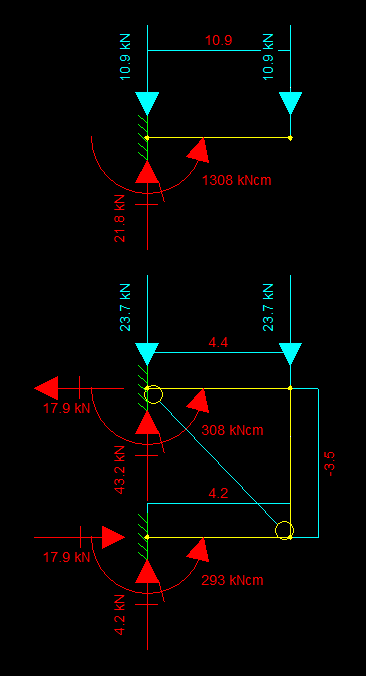 10.9
10.9 kN
10.9 kN
1308 kNcm
21.8 kN
23.7 kN
23.7 kN
4.4
17.9 kN
308 kNcm
43.2 kN
-3.5
4.2
17.9 kN
293 kNcm
4.2 kN